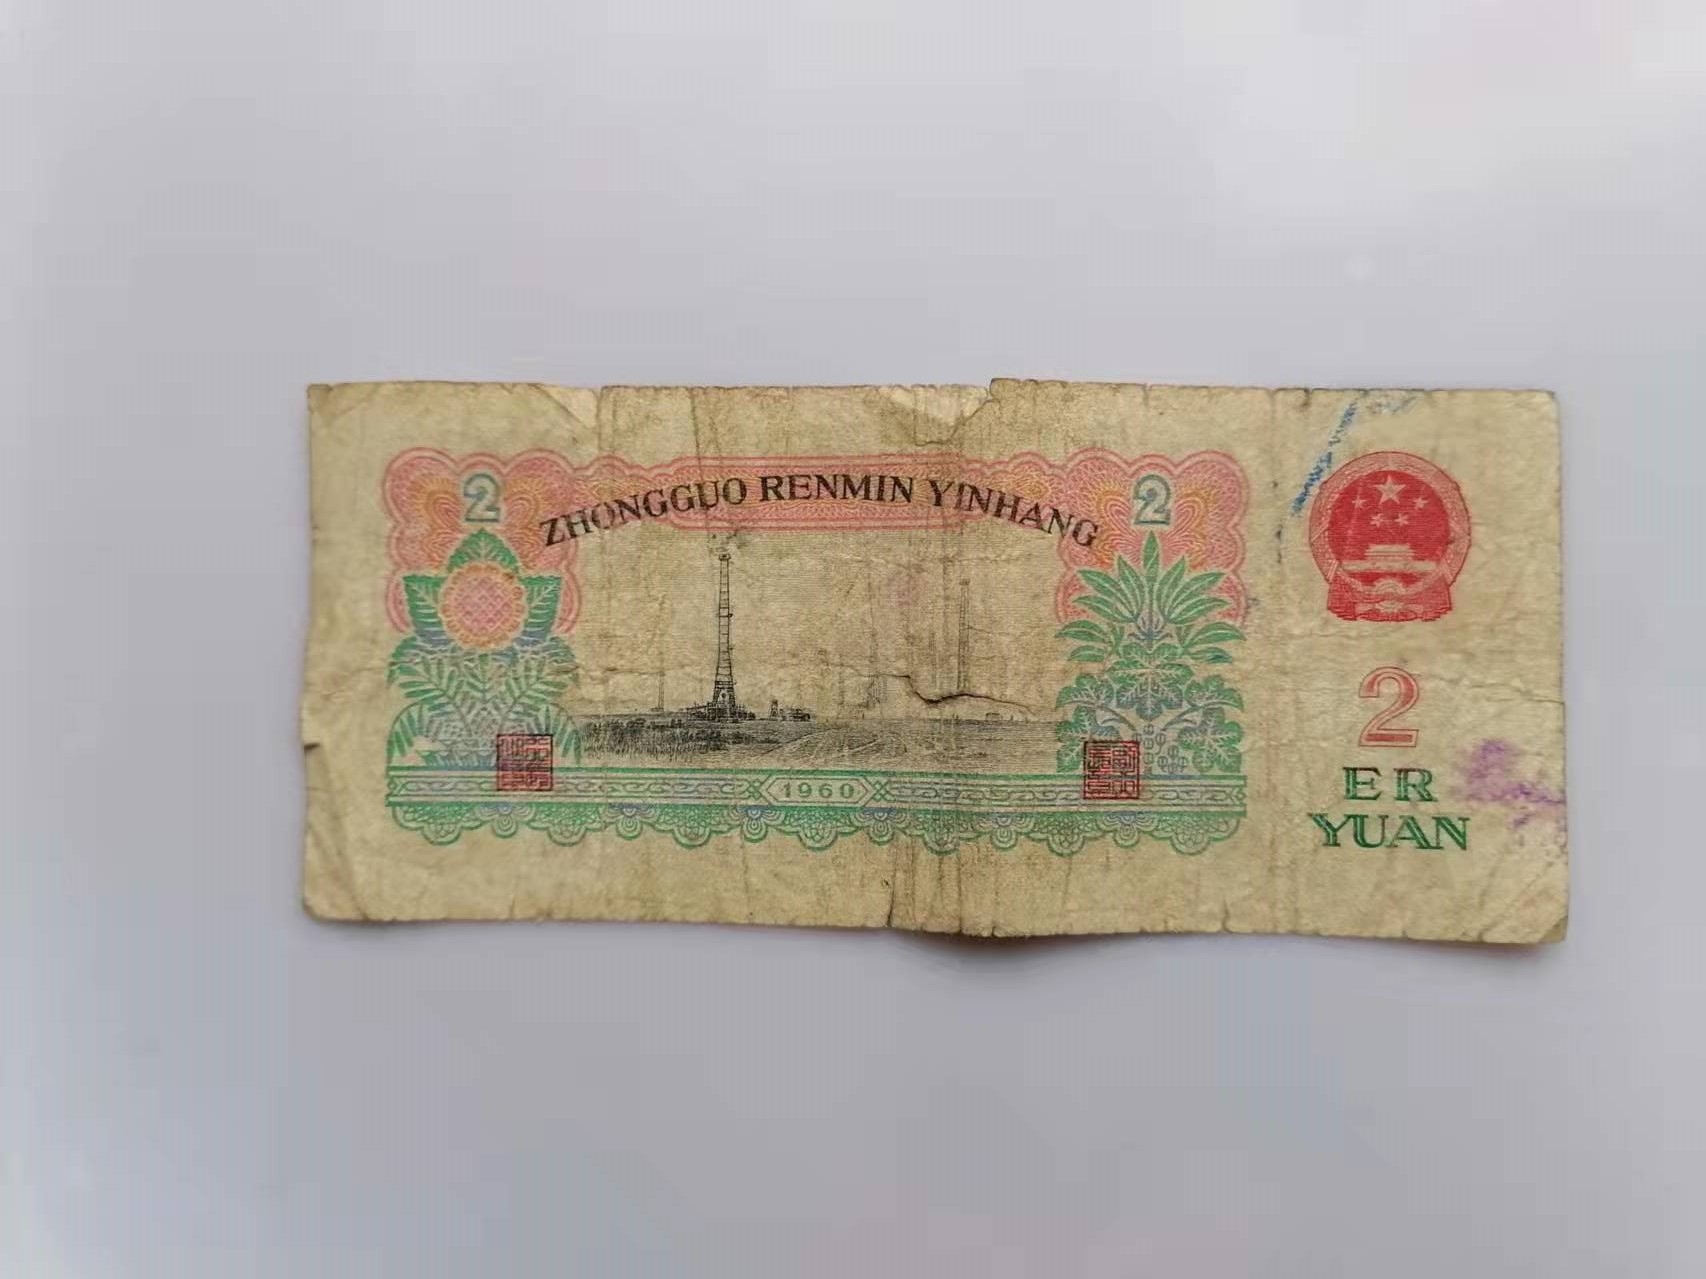 2
ZHONGGUO RENMIN YINHANG
2
1960
2
ER
YUAN